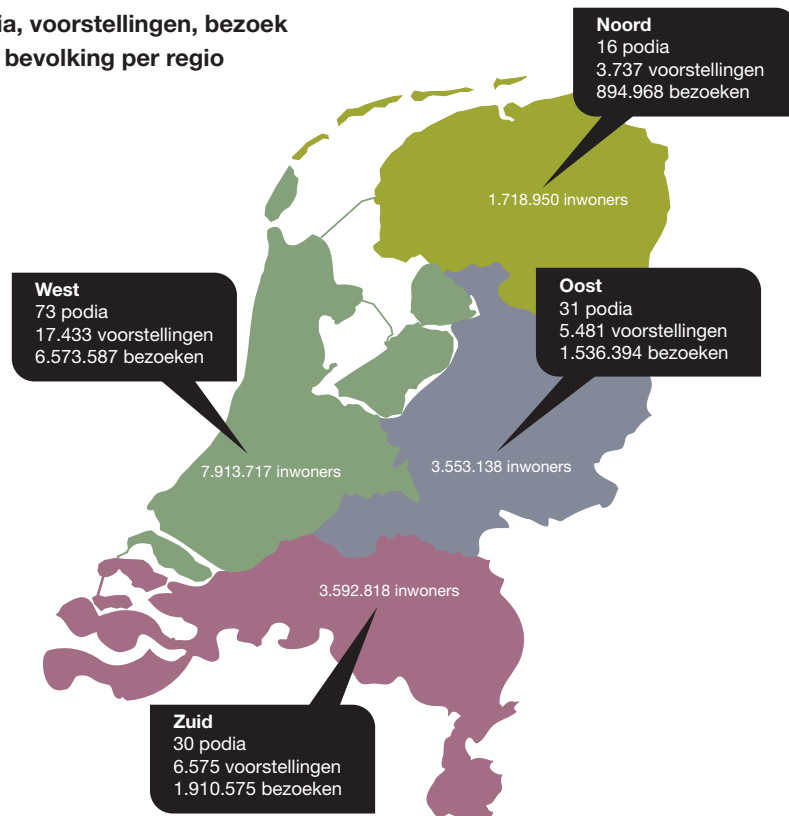 voorstellingen, bezoek
bevolking per regio
Noord
16 podia
3.737 voorstellingen
894.968 bezoeken
1.718.950 inwoners
West
73 podia
17.433 voorstellingen
6.573.587 bezoeken
Oost
31 podia
5.481 voorstellingen
1.536.394 bezoeken
7.913.717 inwoners
3.553.138 inwoners
3.592.818 inwoners
Zuid
30 podia
6.575 voorstellingen
1.910.575 bezoeken